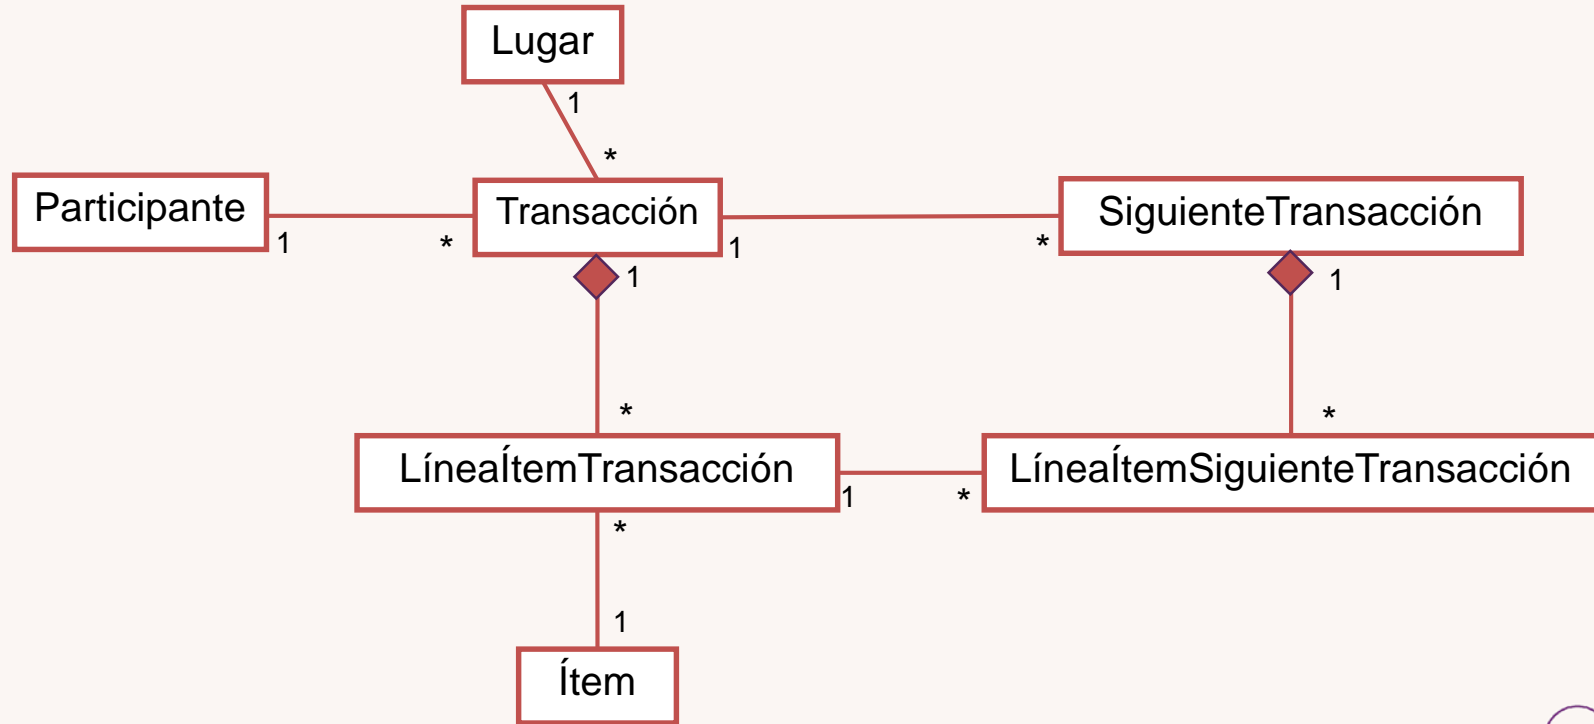 Lugar
1
*
Participante
1
*
Transacción
1
*
SiguienteTransacción
1
1
*
*
LíneaÍtemTransacción
1
*
LíneaÍtemSiguienteTransacción
*
1
Ítem